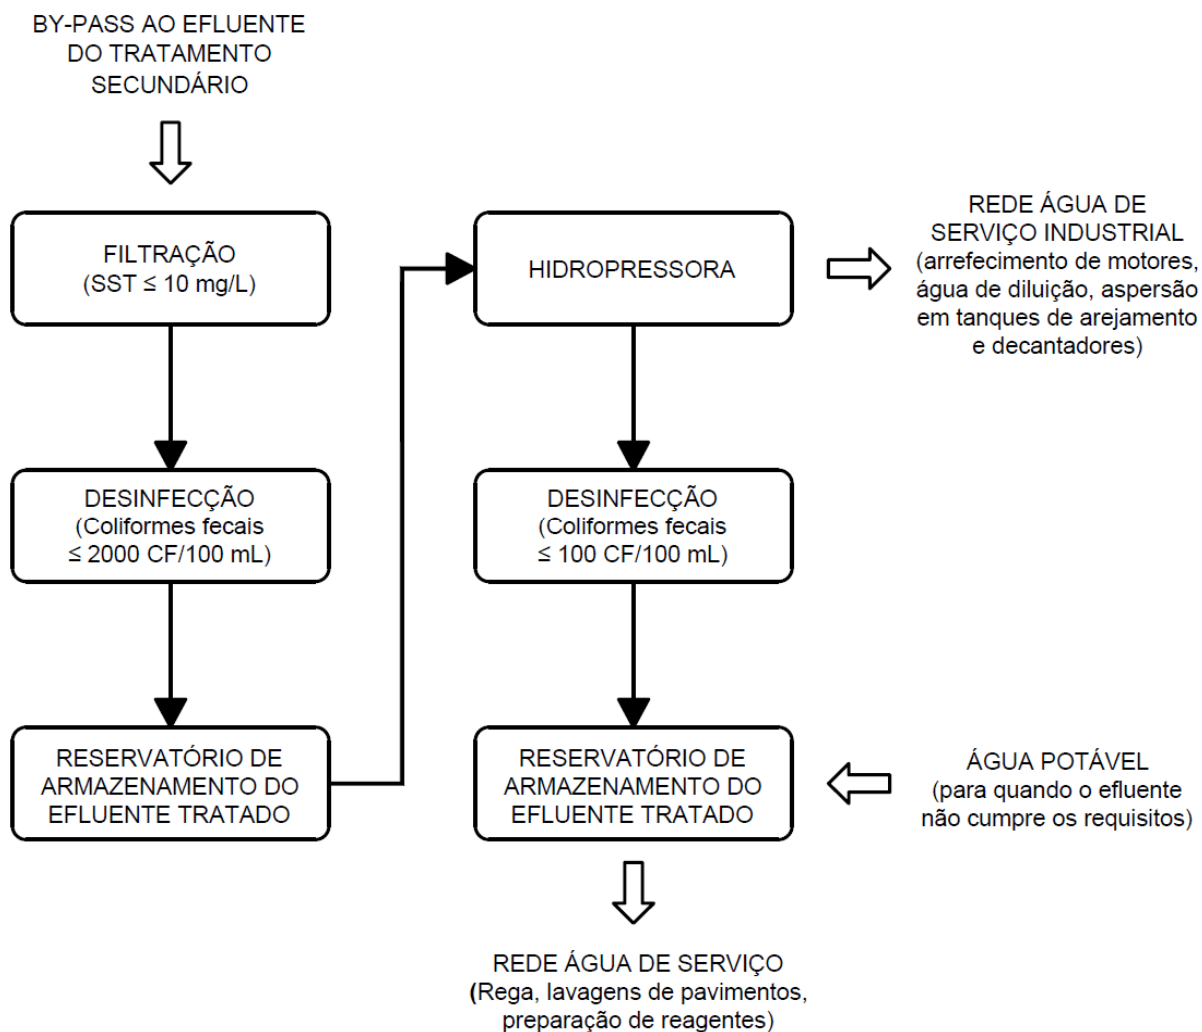 BY-PASS AO EFLUENTE
DO TRATAMENTO
SECUNDÁRIO
FILTRAÇÃO
(SST ≤ 10 mg/L)
DESINFECÇÃO
(Coliformes fecais
≤ 2000 CF/100 mL)
RESERVATÓRIO DE
ARMAZENAMENTO DO
EFLUENTE TRATADO
HIDROPRESSORA
REDE ÁGUA DE
SERVIÇO INDUSTRIAL
(arrefecimento de motores,
água de diluição, aspersão
em tanques de arejamento
e decantadores)
DESINFECÇÃO
(Coliformes fecais
≤ 100 CF/100 mL)
RESERVATÓRIO DE
ARMAZENAMENTO DO
EFLUENTE TRATADO
ÁGUA POTÁVEL
(para quando o efluente
não cumpre os requisitos)
REDE ÁGUA DE SERVIÇO
(Rega, lavagens de pavimentos,
preparação de reagentes)